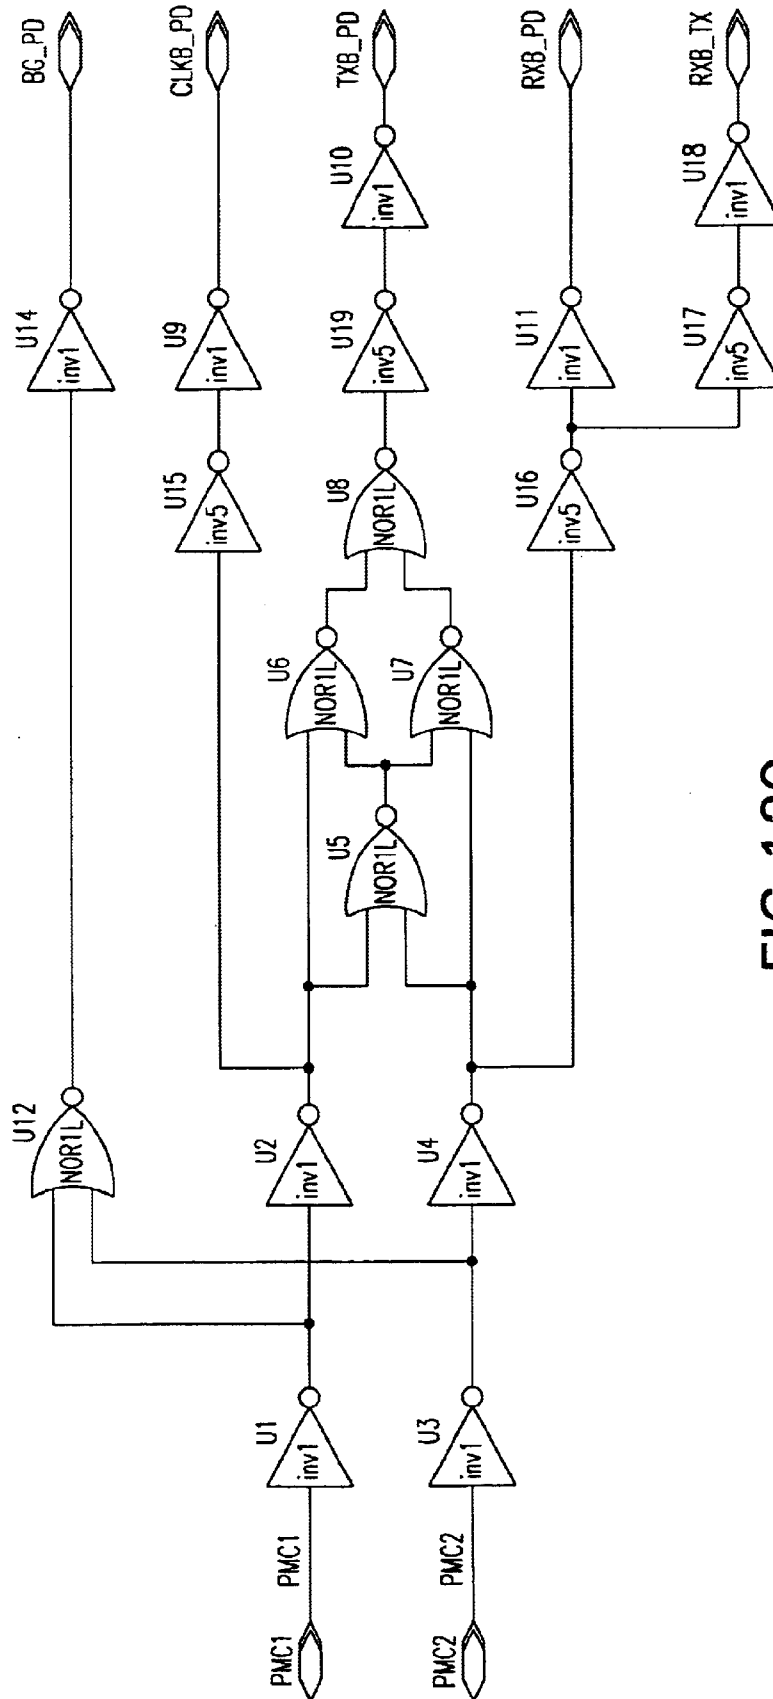 BG_PD
CLKB_PD
TXB_PD
RXB_PD
RXB_TX
U10
inv1
U18
inv1
U14
inv1
U9
inv1
U19
inv5
U11
inv1
U17
inv5
U15
inv5
U8
NOR1L
U16
inv5
U6
NOR1L
U7
NOR1L
U5
NOR1L
U12
NOR1L
U2
inv1
U4
inv1
U1
inv1
U3
inv1
PMC1
PMC2
PMC1
PMC2
FIG.